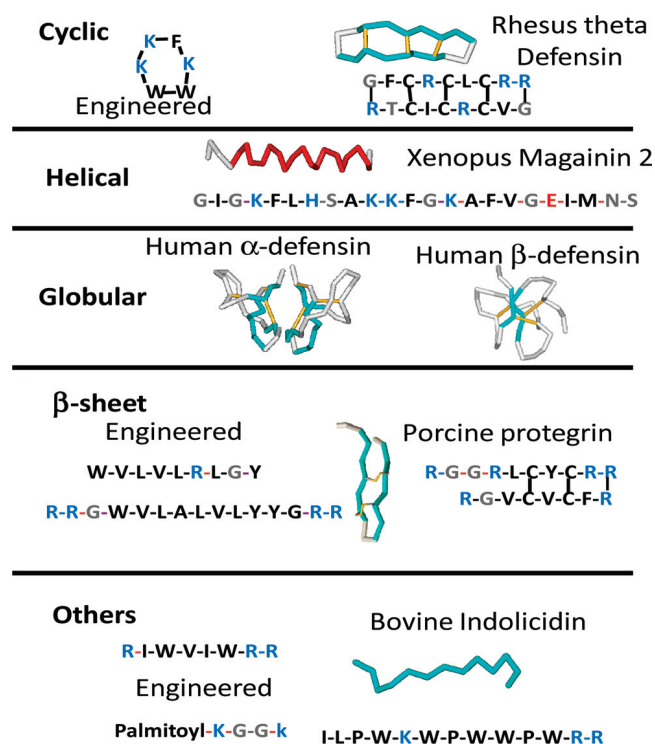 Cyclic
K-F
K K
W-W
Engineered
Rhesus theta
Defensin
G-F-C-R-C-L-C-R-R
R-T-C-I-C-R-C-V-G
Helical
Xenopus Magainin 2
G-I-G-K-F-L-H-S-A-K-K-F-G-K-A-F-V-G-E-I-M-N-S
Globular
Human α-defensin
Human β-defensin
β-sheet
Engineered
W-V-L-V-L-R-L-G-Y
R-R-G-W-V-L-A-L-V-L-Y-Y-G-R-R
Porcine protegrin
R-G-G-R-L-C-Y-C-R-R
R-G-V-C-V-C-F-R
Others
R-I-W-V-I-W-R-R
Engineered
Palmitoyl-K-G-G-k
Bovine Indolicidin
I-L-P-W-K-W-P-W-W-P-W-R-R